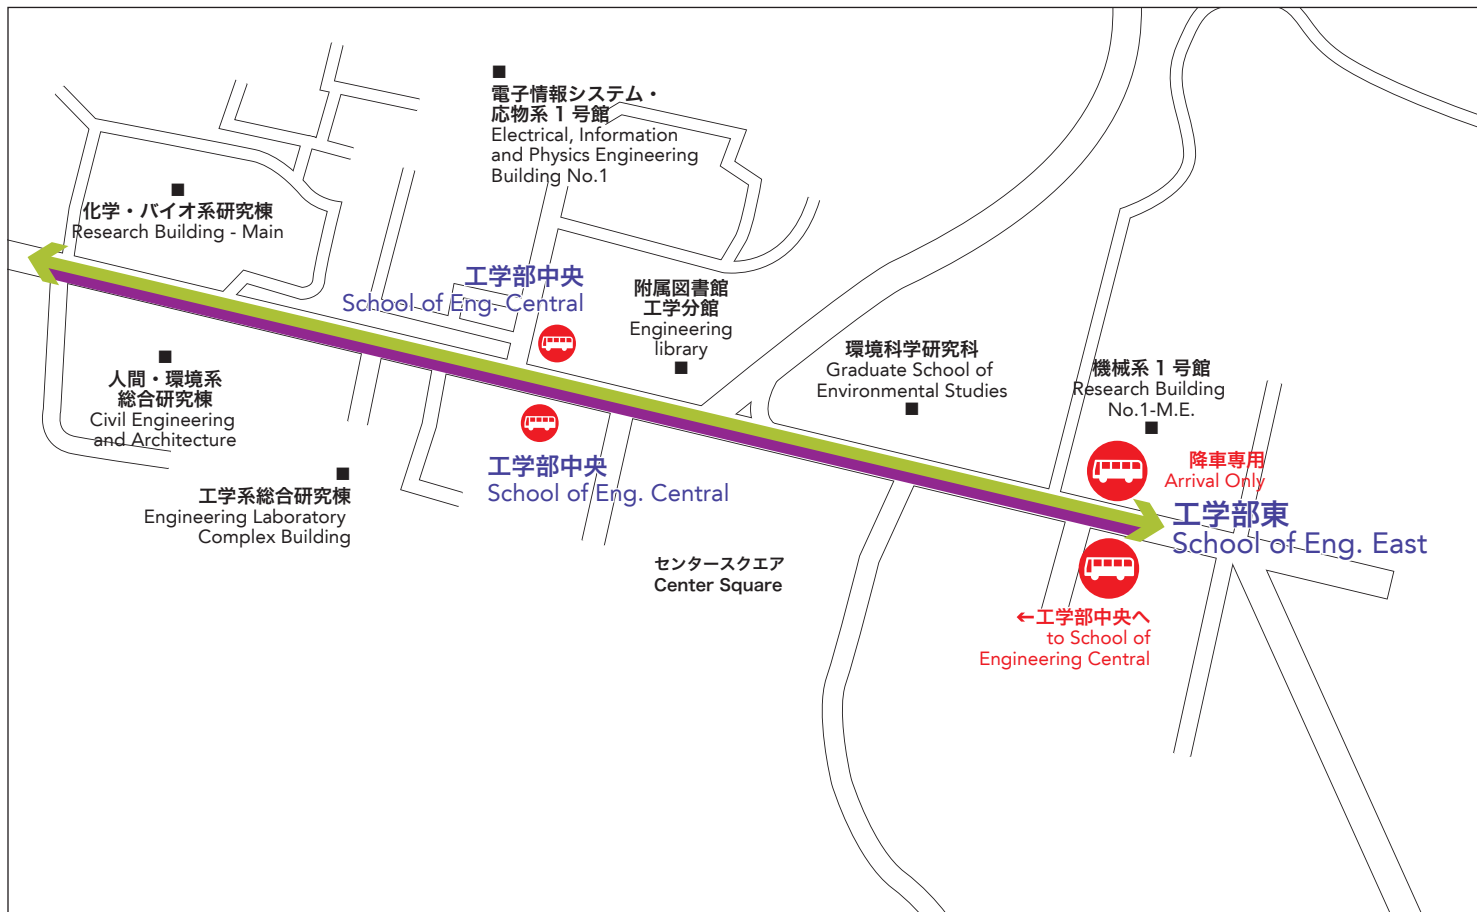 電子情報システム・
応物系 1 号館
Electrical, Information
and Physics Engineering
Building No.1
化学・バイオ系研究棟
Research Building - Main
工学部中央
School of Eng. Central
附属図書館
工学分館
Engineering
library
環境科学研究科
Graduate School of
Environmental Studies
機械系 1 号館
Research Building
No.1-M.E.
人間・環境系
総合研究棟
Civil Engineering
and Architecture
工学部中央
School of Eng. Central
降車専用
Arrival Only
工学部東
School of Eng. East
工学系総合研究棟
Engineering Laboratory
Complex Building
センタースクエア
Center Square
←工学部中央へ
to School of
Engineering Central